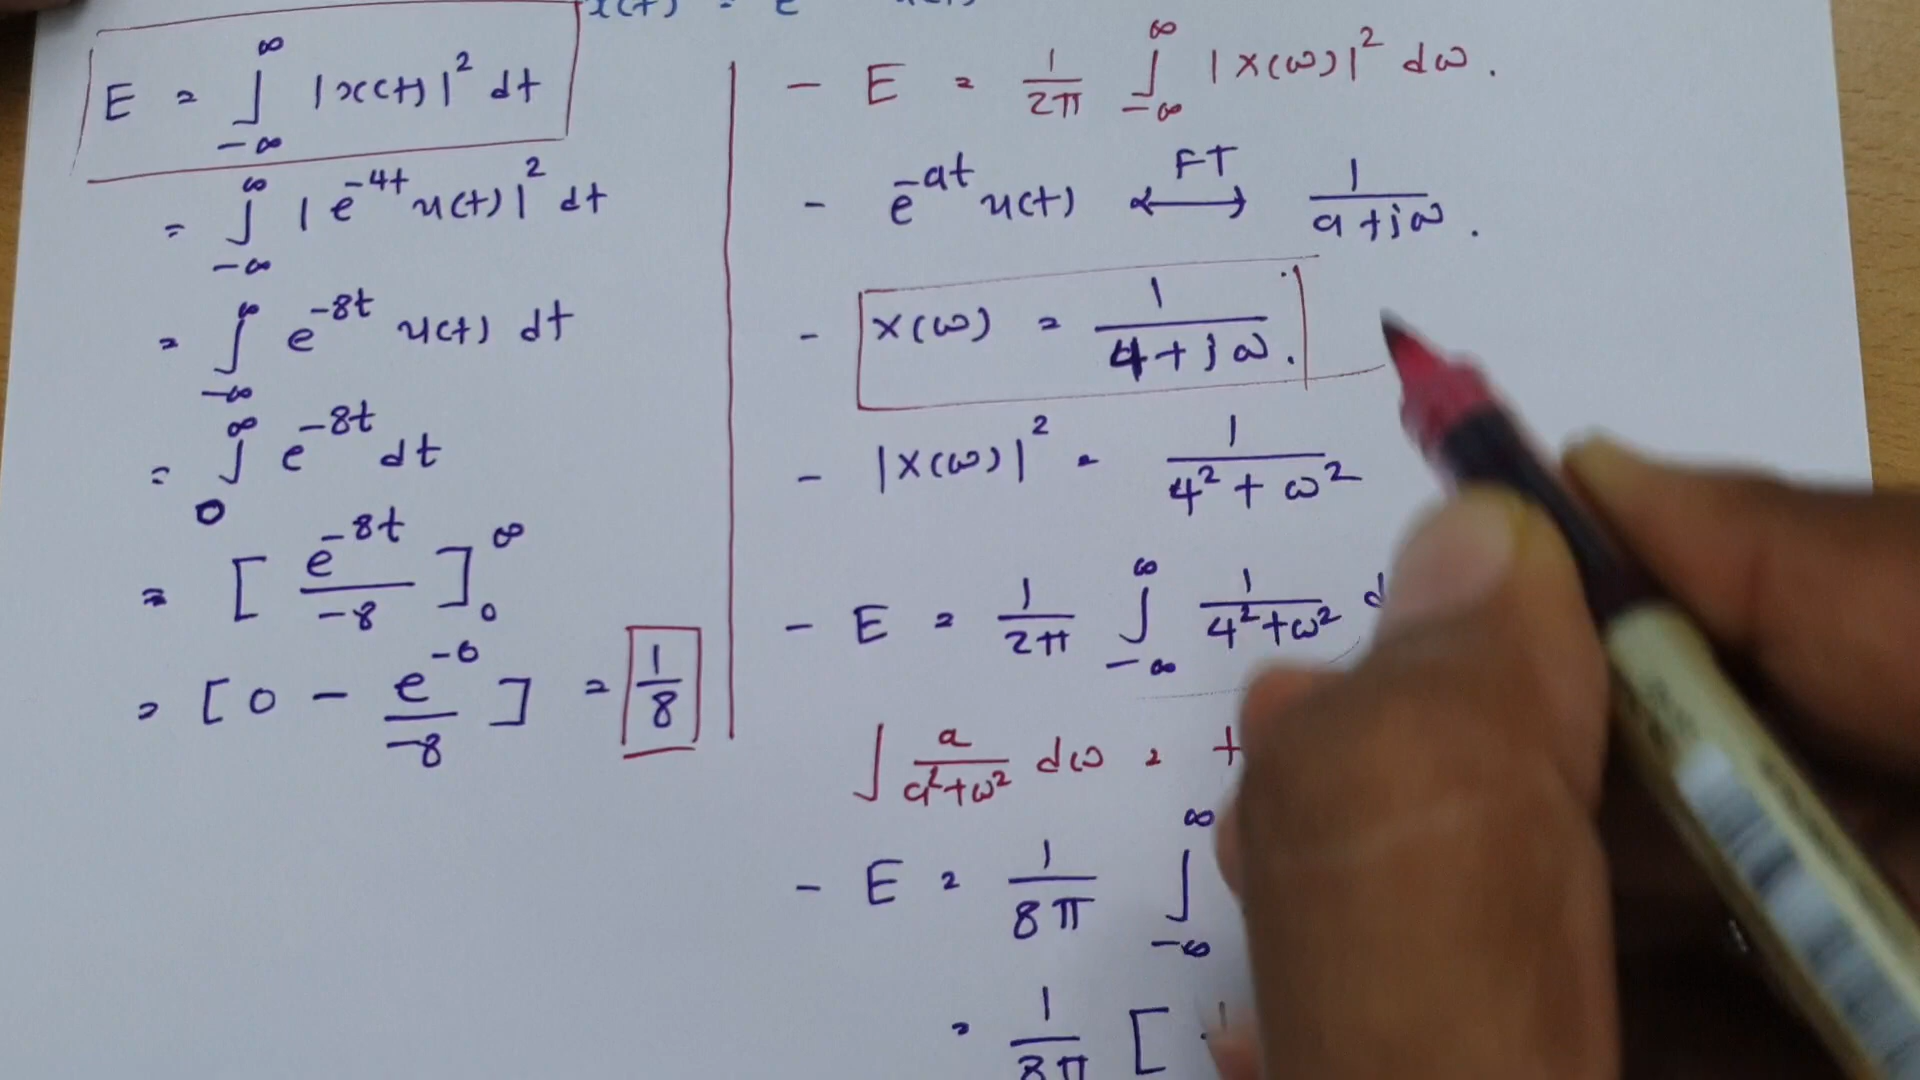 E = ∫_{-∞}^{∞} |x(t)|² dt
= ∫_{-∞}^{∞} | e^{-4t} u(t)|² dt
= ∫_{-∞}^{∞} e^{-8t} u(t) dt
= ∫_{0}^{∞} e^{-8t} dt
= [ e^{-8t} / -8 ]_{0}^{∞}
= [ 0 - e^{-0} / -8 ] = 1/8
- E = 1/2π ∫_{-∞}^{∞} |X(ω)|² dω.
- e^{-at} u(t) ←FT→ 1/(a+jω).
- X(ω) = 1/(4+jω).
- |X(ω)|² = 1/(4²+ω²)
- E = 1/2π ∫_{-∞}^{∞} 1/(4²+ω²) d
∫ a/(a²+ω²) dω = t
- E = 1/8π ∫_{-∞}^{∞}
= 1/8π [